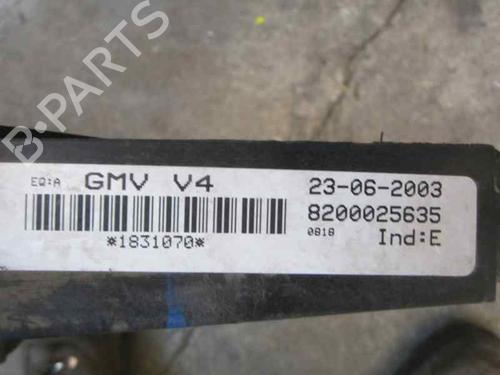 B-PARTS
EQ:A GMV V4 23-06-2003
8200025635
0818 Ind:E
*1831070*